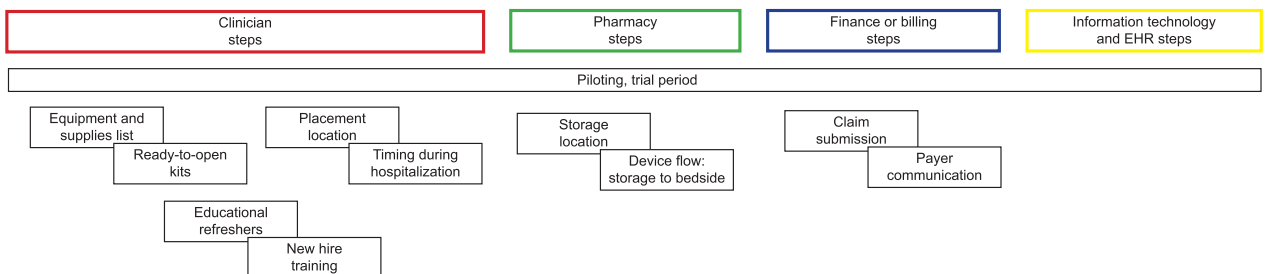 Clinician
steps
Pharmacy
steps
Finance or billing
steps
Information technology
and EHR steps
Piloting, trial period
Equipment and
supplies list
Ready-to-open
kits
Placement
location
Timing during
hospitalization
Educational
refreshers
New hire
training
Storage
location
Device flow:
storage to bedside
Claim
submission
Payer
communication